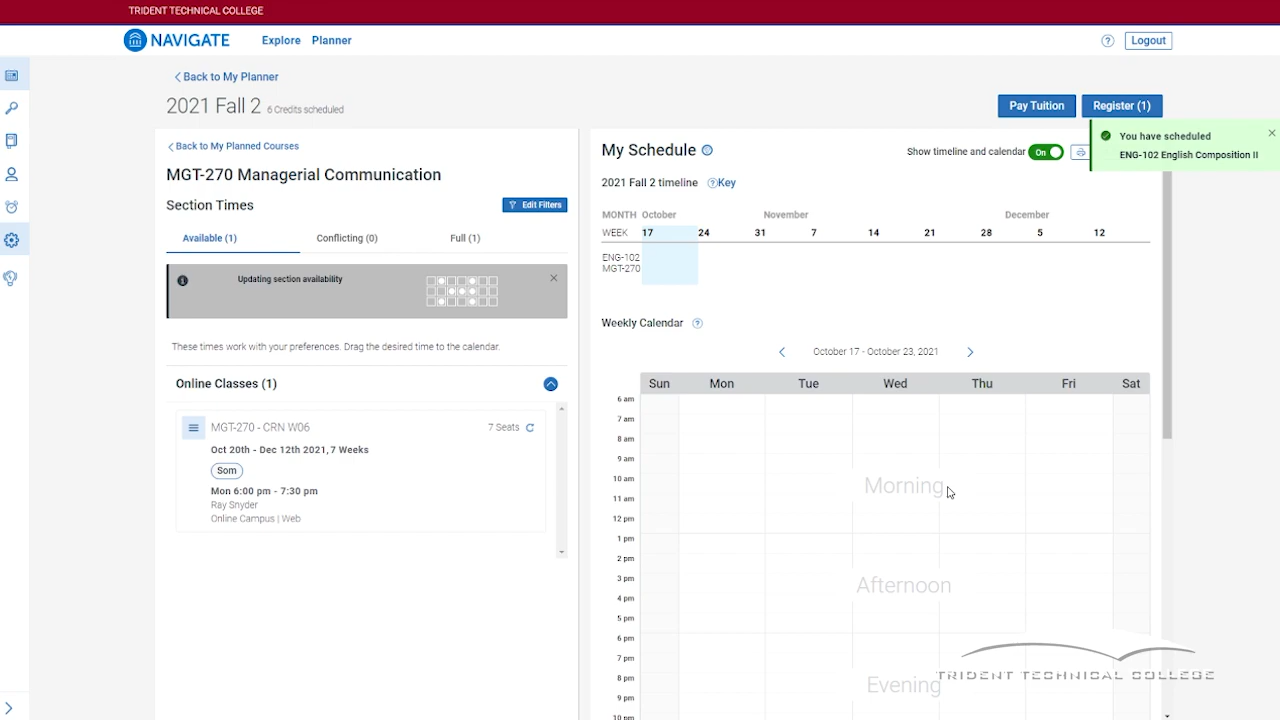 TRIDENT TECHNICAL COLLEGE
NAVIGATE Explore Planner ? Logout
Back to My Planner
2021 Fall 2 6 Credits scheduled
Pay Tuition Register (1)
You have scheduled
ENG-102 English Composition II
Back to My Planned Courses
MGT-270 Managerial Communication
Section Times
Edit Filters
Available (1) Conflicting (0) Full (1)
Updating section availability
These times work with your preferences. Drag the desired time to the calendar.
Online Classes (1)
MGT-270 - CRN W06 7 Seats
Oct 20th - Dec 12th 2021, 7 Weeks
Som
Mon 6:00 pm - 7:30 pm
Ray Snyder
Online Campus | Web
My Schedule
Show timeline and calendar On
2021 Fall 2 timeline ? Key
MONTH October November December
WEEK 17 24 31 7 14 21 28 5 12
ENG-102
MGT-270
Weekly Calendar ?
October 17 - October 23, 2021
Sun Mon Tue Wed Thu Fri Sat
6 am
7 am
8 am
9 am
10 am
Morning
11 am
12 pm
1 pm
2 pm
3 pm
Afternoon
4 pm
5 pm
6 pm
7 pm
8 pm
Evening
9 pm
10 pm
TRIDENT TECHNICAL COLLEGE